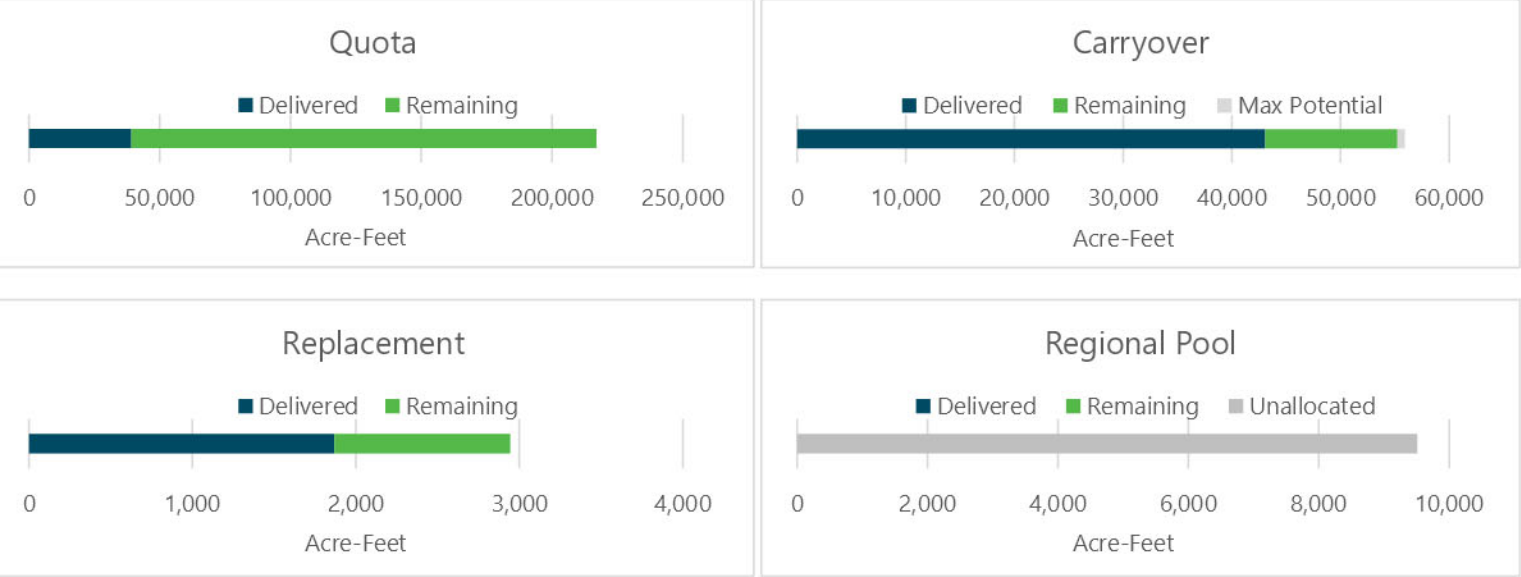 Quota
Delivered Remaining
0 50,000 100,000 150,000 200,000 250,000
Acre-Feet
Carryover
Delivered Remaining Max Potential
0 10,000 20,000 30,000 40,000 50,000 60,000
Acre-Feet
Replacement
Delivered Remaining
0 1,000 2,000 3,000 4,000
Acre-Feet
Regional Pool
Delivered Remaining Unallocated
0 2,000 4,000 6,000 8,000 10,000
Acre-Feet